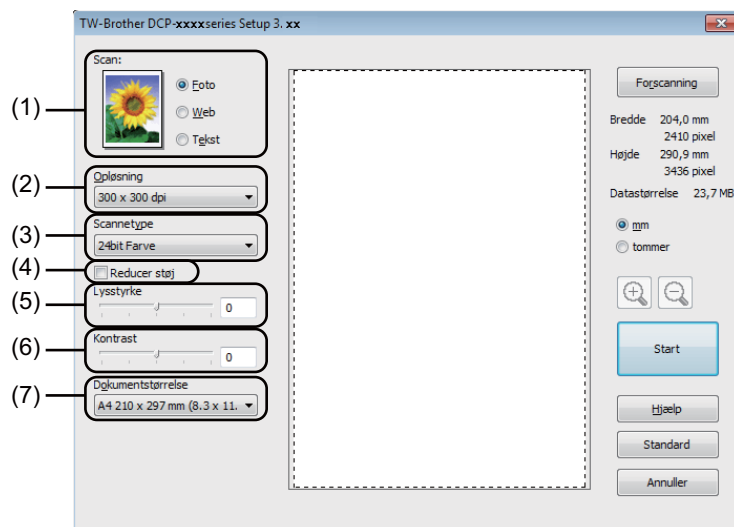 TW-Brother DCP-xxxxseries Setup 3. xx
(1)
Scan:
Foto
Web
Tekst
(2)
Opløsning
300 x 300 dpi
(3)
Scannetype
24bit Farve
(4)
Reducer støj
(5)
Lysstyrke
0
(6)
Kontrast
0
(7)
Dokumentstørrelse
A4 210 x 297 mm (8.3 x 11.
Forscanning
Bredde 204,0 mm
2410 pixel
Højde 290,9 mm
3436 pixel
Datastørrelse 23,7 MB
mm
tommer
Start
Hjælp
Standard
Annuller